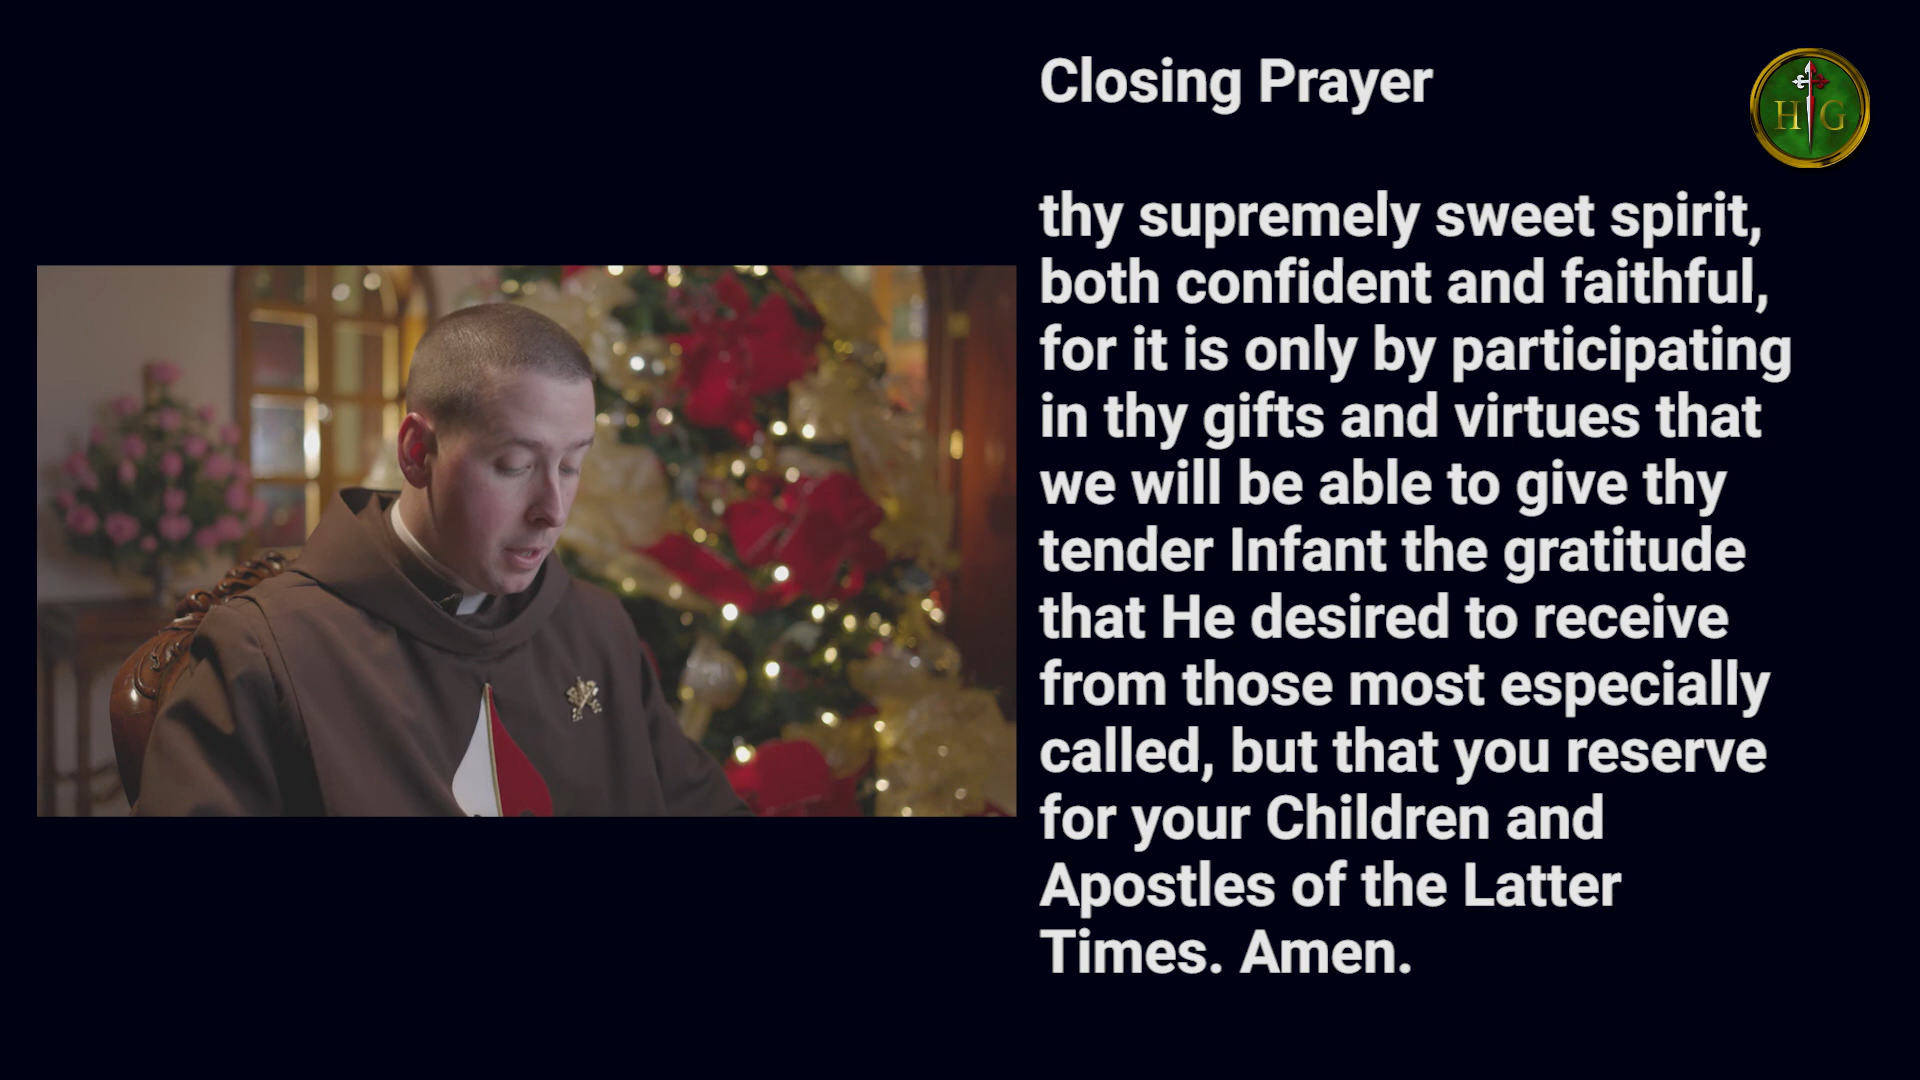 Closing Prayer
H G
thy supremely sweet spirit,
both confident and faithful,
for it is only by participating
in thy gifts and virtues that
we will be able to give thy
tender Infant the gratitude
that He desired to receive
from those most especially
called, but that you reserve
for your Children and
Apostles of the Latter
Times. Amen.